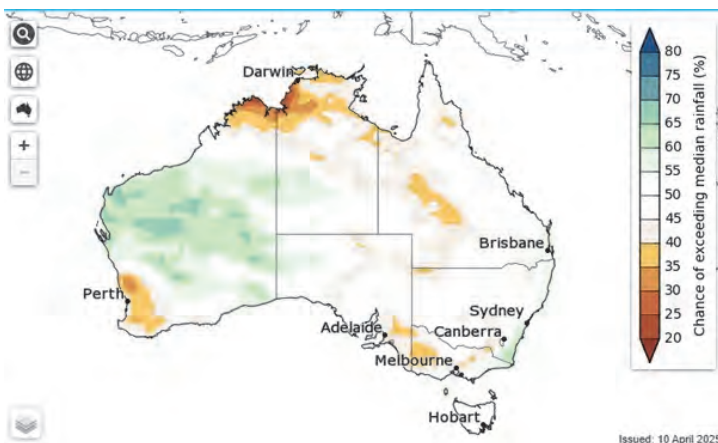 Darwin
Brisbane
Perth
Sydney
Adelaide
Canberra
Melbourne
Hobart
80
75
70
65
60
55
50
45
40
35
30
25
20
Chance of exceeding median rainfall (%)
+
−
Issued: 10 April 2025